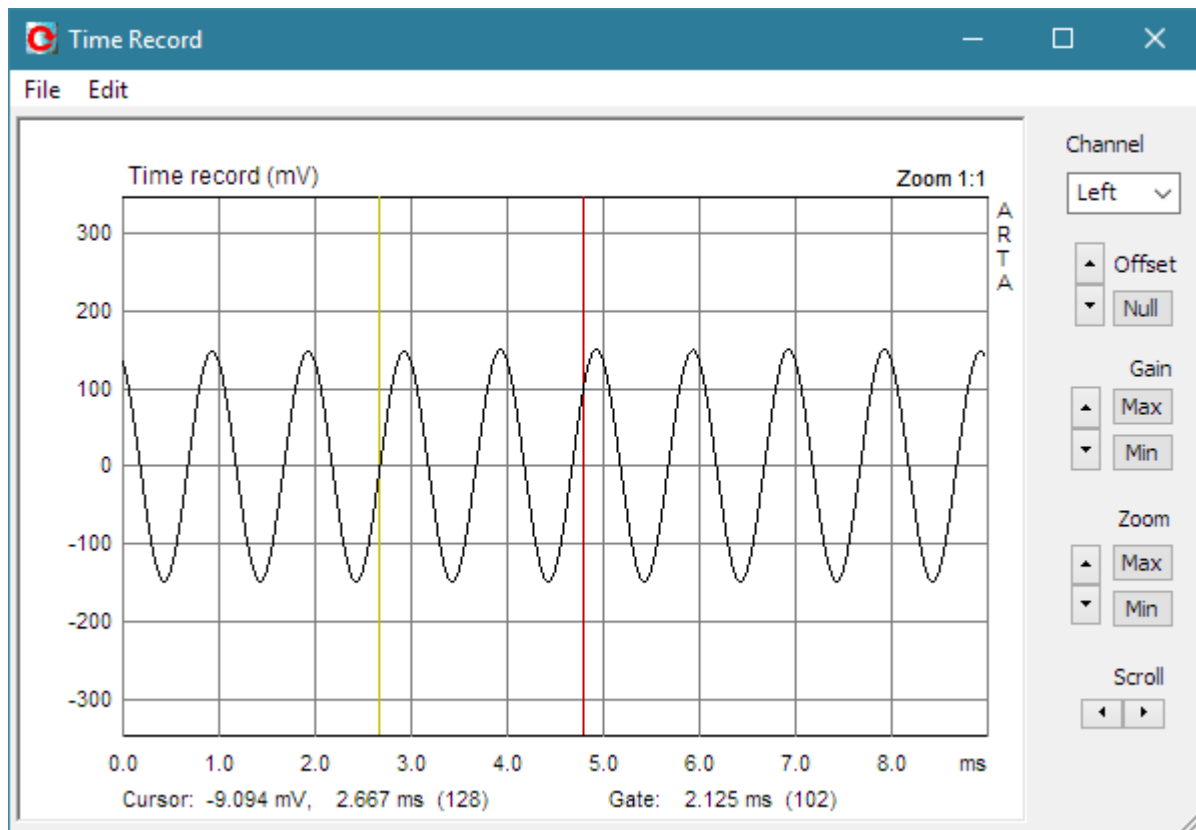 Time Record
File Edit
Channel
Time record (mV) Zoom 1:1
Left
A
R
T
A
300
Offset
Null
200
Gain
Max
100
Min
0
Zoom
-100
Max
Min
-200
Scroll
-300
0.0 1.0 2.0 3.0 4.0 5.0 6.0 7.0 8.0 ms
Cursor: -9.094 mV, 2.667 ms (128) Gate: 2.125 ms (102)